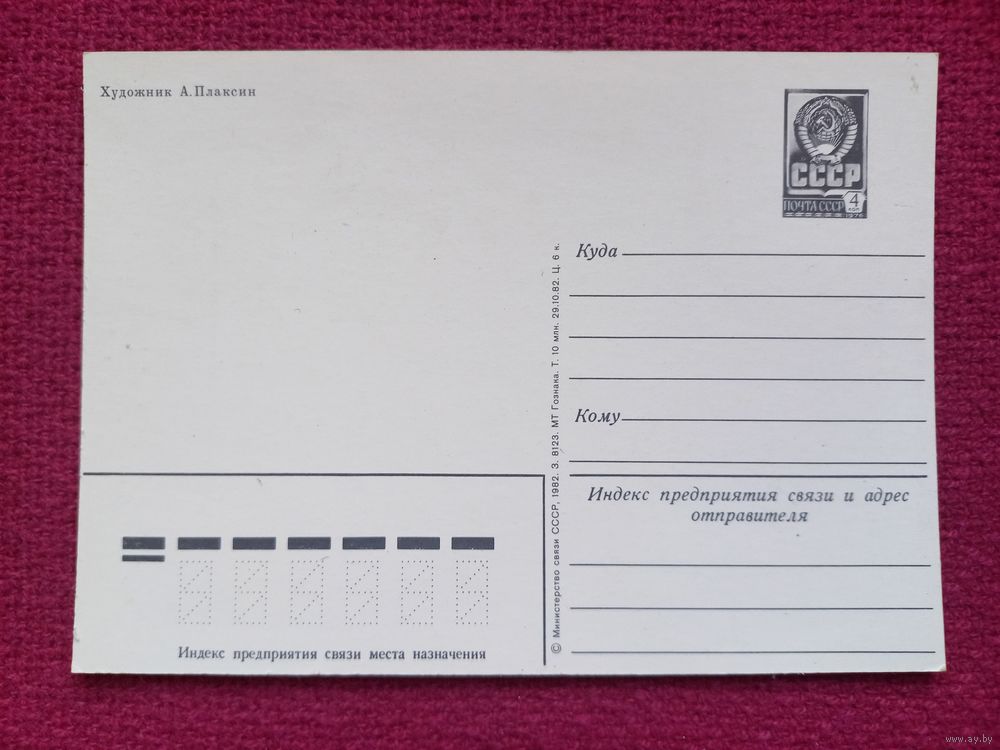 Художник А.Плаксин
СССР
ПОЧТА СССР 4
КОП
1976
Куда
Кому
Индекс предприятия связи и адрес
отправителя
© Министерство связи СССР, 1982. З. 8123. МТ Гознака. Т. 10 млн. 29.10.82. Ц. 6 к.
Индекс предприятия связи места назначения
www.ay.by